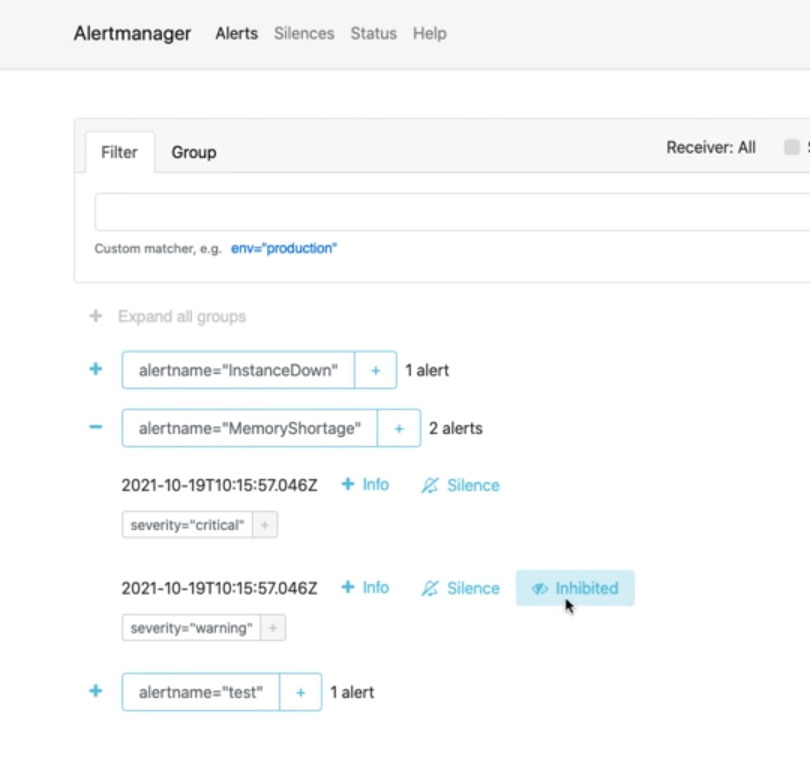 Alertmanager Alerts Silences Status Help
Filter Group Receiver: All
Custom matcher, e.g. env="production"
+ Expand all groups
+ alertname="InstanceDown" + 1 alert
− alertname="MemoryShortage" + 2 alerts
2021-10-19T10:15:57.046Z + Info Silence
severity="critical" +
2021-10-19T10:15:57.046Z + Info Silence Inhibited
severity="warning" +
+ alertname="test" + 1 alert